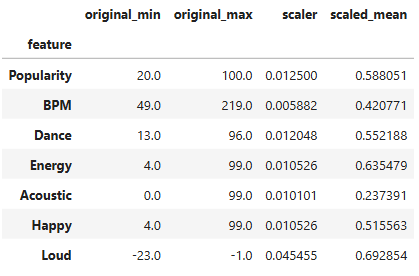 original_min original_max scaler scaled_mean
feature
Popularity 20.0 100.0 0.012500 0.588051
BPM 49.0 219.0 0.005882 0.420771
Dance 13.0 96.0 0.012048 0.552188
Energy 4.0 99.0 0.010526 0.635479
Acoustic 0.0 99.0 0.010101 0.237391
Happy 4.0 99.0 0.010526 0.515563
Loud -23.0 -1.0 0.045455 0.692854